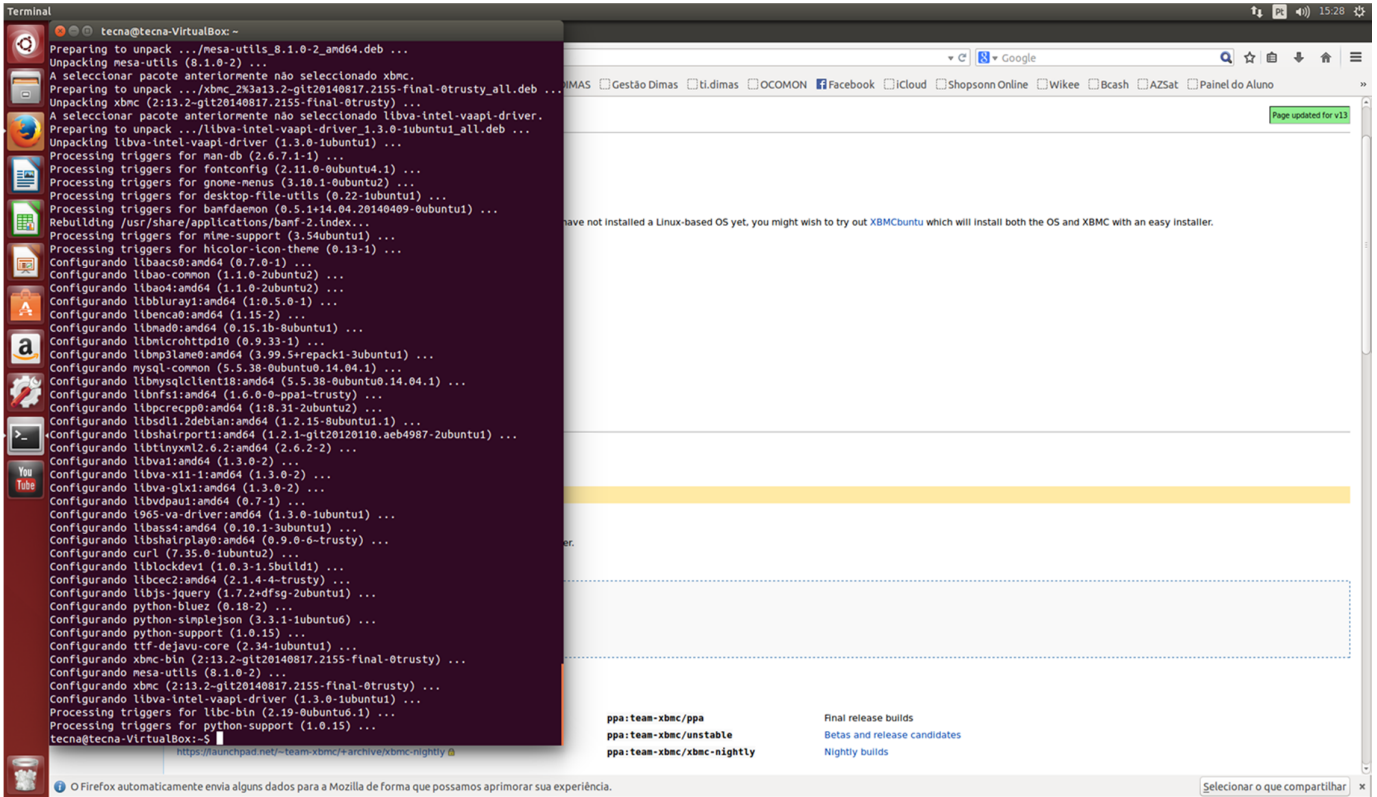 Terminal
Pt
15:28
tecna@tecna-VirtualBox: ~
Preparing to unpack .../mesa-utils_8.1.0-2_amd64.deb ...
Unpacking mesa-utils (8.1.0-2) ...
A seleccionar pacote anteriormente não seleccionado xbmc.
Preparing to unpack .../xbmc_2%3a13.2~git20140817.2155-final-0trusty_all.deb ...
Unpacking xbmc (2:13.2~git20140817.2155-final-0trusty) ...
A seleccionar pacote anteriormente não seleccionado libva-intel-vaapi-driver.
Preparing to unpack .../libva-intel-vaapi-driver_1.3.0-1ubuntu1_all.deb ...
Unpacking libva-intel-vaapi-driver (1.3.0-1ubuntu1) ...
Processing triggers for man-db (2.6.7.1-1) ...
Processing triggers for fontconfig (2.11.0-0ubuntu4.1) ...
Processing triggers for gnome-menus (3.10.1-0ubuntu2) ...
Processing triggers for desktop-file-utils (0.22-1ubuntu1) ...
Processing triggers for bamfdaemon (0.5.1+14.04.20140409-0ubuntu1) ...
Rebuilding /usr/share/applications/bamf-2.index...
Processing triggers for mime-support (3.54ubuntu1) ...
Processing triggers for hicolor-icon-theme (0.13-1) ...
Configurando libaacs0:amd64 (0.7.0-1) ...
Configurando libao-common (1.1.0-2ubuntu2) ...
Configurando libao4:amd64 (1.1.0-2ubuntu2) ...
Configurando libbluray1:amd64 (1:0.5.0-1) ...
Configurando libenca0:amd64 (1.15-2) ...
Configurando libmad0:amd64 (0.15.1b-8ubuntu1) ...
Configurando libmicrohttpd10 (0.9.33-1) ...
Configurando libmp3lame0:amd64 (3.99.5+repack1-3ubuntu1) ...
Configurando mysql-common (5.5.38-0ubuntu0.14.04.1) ...
Configurando libmysqlclient18:amd64 (5.5.38-0ubuntu0.14.04.1) ...
Configurando libnfs1:amd64 (1.6.0-0~ppa1~trusty) ...
Configurando libpcrecpp0:amd64 (1:8.31-2ubuntu2) ...
Configurando libsdl1.2debian:amd64 (1.2.15-8ubuntu1.1) ...
Configurando libshairport1:amd64 (1.2.1~git20120110.aeb4987-2ubuntu1) ...
Configurando libtinyxml2.6.2:amd64 (2.6.2-2) ...
Configurando libva1:amd64 (1.3.0-2) ...
Configurando libva-x11-1:amd64 (1.3.0-2) ...
Configurando libva-glx1:amd64 (1.3.0-2) ...
Configurando libvdpau1:amd64 (0.7-1) ...
Configurando i965-va-driver:amd64 (1.3.0-1ubuntu1) ...
Configurando libass4:amd64 (0.10.1-3ubuntu1) ...
Configurando libshairplay0:amd64 (0.9.0-6~trusty) ...
Configurando curl (7.35.0-1ubuntu2) ...
Configurando liblockdev1 (1.0.3-1.5build1) ...
Configurando libcec2:amd64 (2.1.4-4~trusty) ...
Configurando libjs-jquery (1.7.2+dfsg-2ubuntu1) ...
Configurando python-bluez (0.18-2) ...
Configurando python-simplejson (3.3.1-1ubuntu6) ...
Configurando python-support (1.0.15) ...
Configurando ttf-dejavu-core (2.34-1ubuntu1) ...
Configurando xbmc-bin (2:13.2~git20140817.2155-final-0trusty) ...
Configurando mesa-utils (8.1.0-2) ...
Configurando xbmc (2:13.2~git20140817.2155-final-0trusty) ...
Configurando libva-intel-vaapi-driver (1.3.0-1ubuntu1) ...
Processing triggers for libc-bin (2.19-0ubuntu6.1) ...
Processing triggers for python-support (1.0.15) ...
tecna@tecna-VirtualBox:~$
https://launchpad.net/~team-xbmc/+archive/xbmc-nightly
Google
DIMAS Gestão Dimas ti.dimas OCOMON Facebook iCloud Shopsonn Online Wikee Bcash AZSat Painel do Aluno »
Page updated for v13
have not installed a Linux-based OS yet, you might wish to try out XBMCbuntu which will install both the OS and XBMC with an easy installer.
er.
ppa:team-xbmc/ppa Final release builds
ppa:team-xbmc/unstable Betas and release candidates
ppa:team-xbmc/xbmc-nightly Nightly builds
a
>_
You
Tube
O Firefox automaticamente envia alguns dados para a Mozilla de forma que possamos aprimorar sua experiência.
Selecionar o que compartilhar